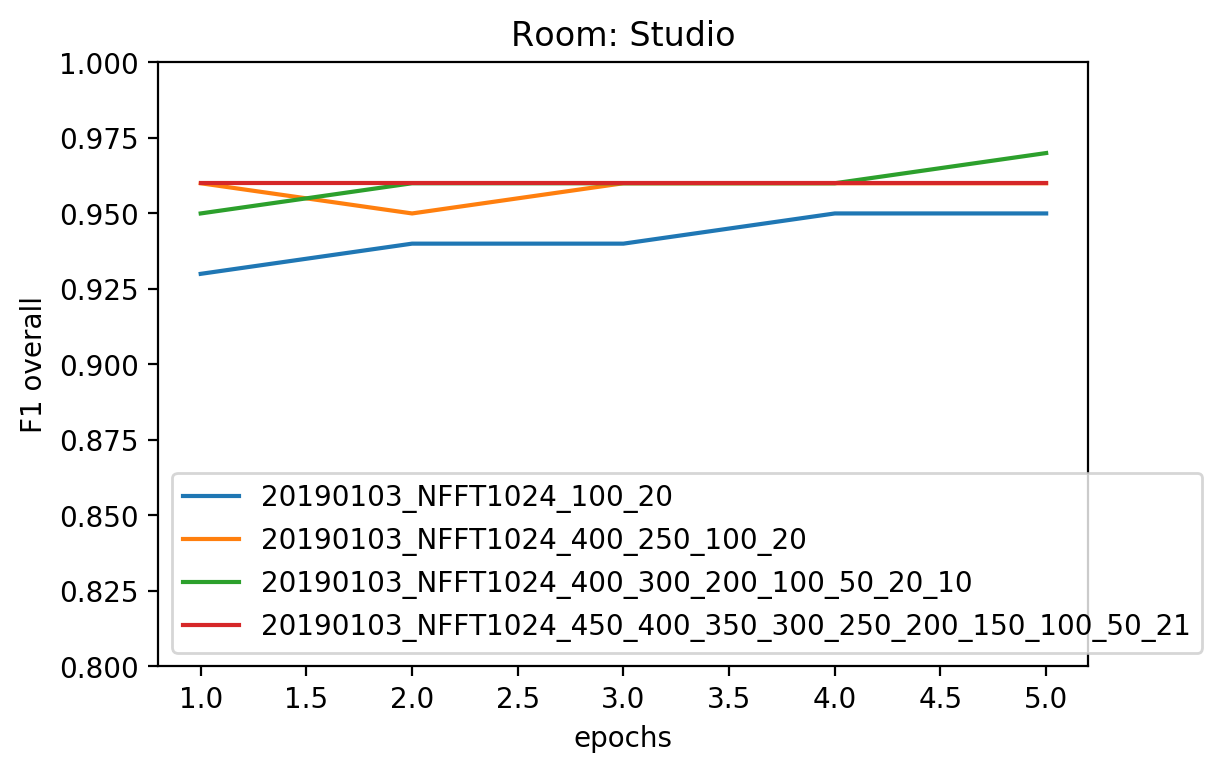 Room: Studio
1.000
0.975
0.950
0.925
0.900
0.875
0.850
0.825
0.800
F1 overall
20190103_NFFT1024_100_20
20190103_NFFT1024_400_250_100_20
20190103_NFFT1024_400_300_200_100_50_20_10
20190103_NFFT1024_450_400_350_300_250_200_150_100_50_21
1.0 1.5 2.0 2.5 3.0 3.5 4.0 4.5 5.0
epochs